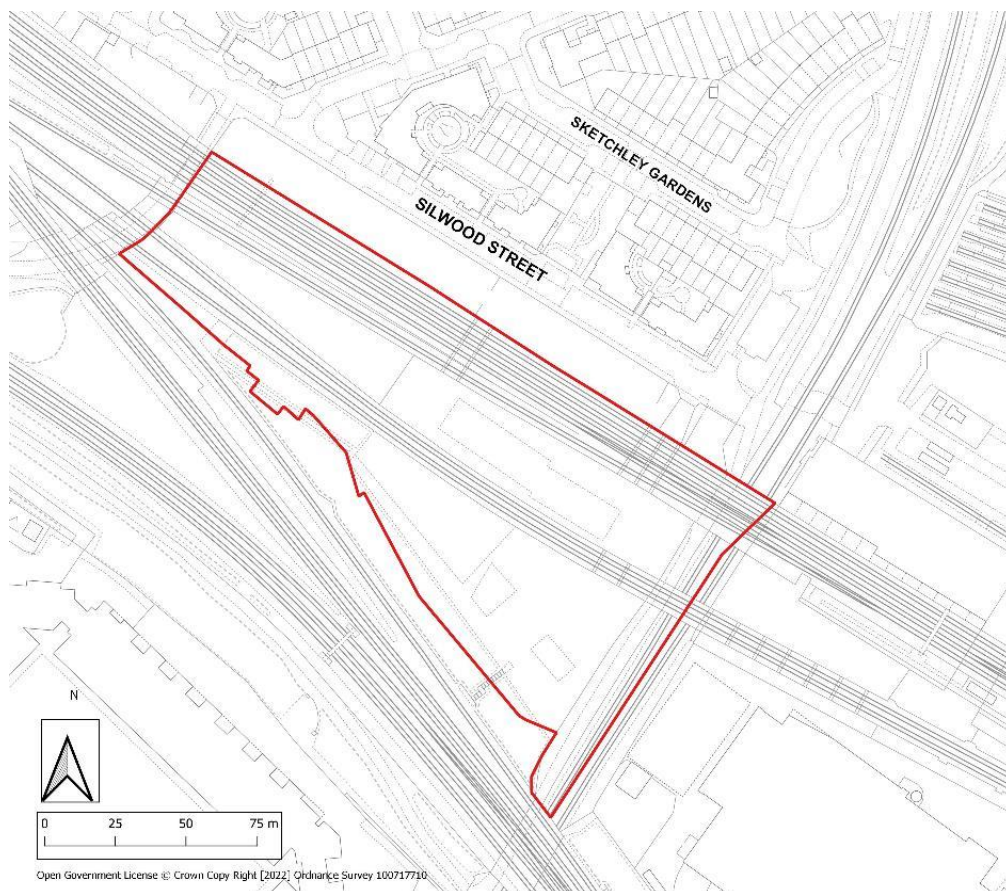 SKETCHLEY GARDENS
SILWOOD STREET
N
0 25 50 75 m
Open Government License © Crown Copy Right [2022] Ordnance Survey 100717710